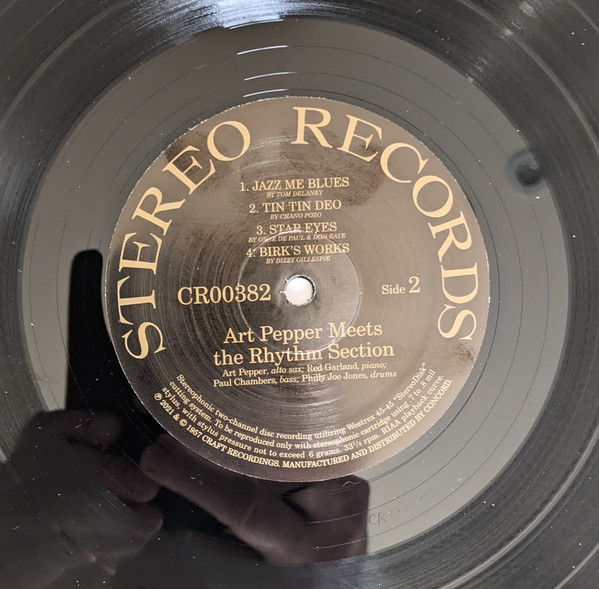 STEREO RECORDS
1. JAZZ ME BLUES
BY TOM DELANEY
2. TIN TIN DEO
BY CHANO POZO
3. STAR EYES
BY GENE DE PAUL & DON RAYE
4. BIRK'S WORKS
BY DIZZY GILLESPIE
CR00382
Side 2
Art Pepper Meets
the Rhythm Section
Art Pepper, alto sax; Red Garland, piano;
Paul Chambers, bass; Philly Joe Jones, drums
Stereophonic two-channel disc recording utilizing Westrex 45-45 "StereoDisk"
cutting system. To be reproduced only with stereophonic cartridge using .7 to 8 mil
stylus, with stylus pressure not to exceed 6 grams. 33 1/3 rpm. RIAA playback curve.
℗ 2021 & © 1957 CRAFT RECORDINGS. MANUFACTURED AND DISTRIBUTED BY CONCORD.
CR